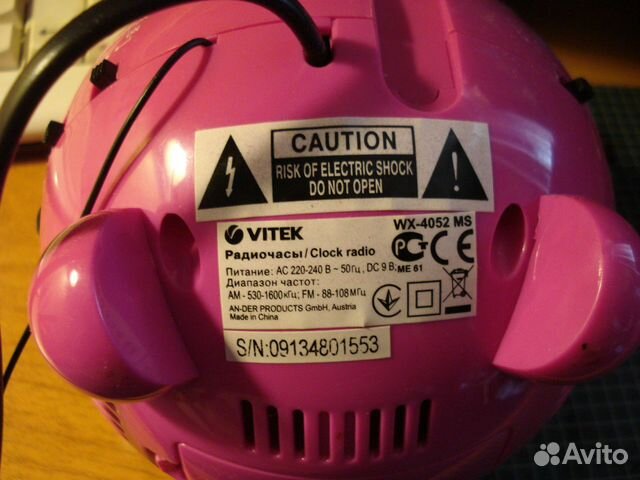 CAUTION
RISK OF ELECTRIC SHOCK
DO NOT OPEN
VITEK
WX-4052 MS
Радиочасы/Clock radio
Питание: AC 220-240 В ~ 50Гц, DC 9 В;
ME 61
Диапазон частот:
AM - 530-1600кГц; FM - 88-108мГц
AN-DER PRODUCTS GmbH, Austria
Made in China
S/N:09134801553
Avito